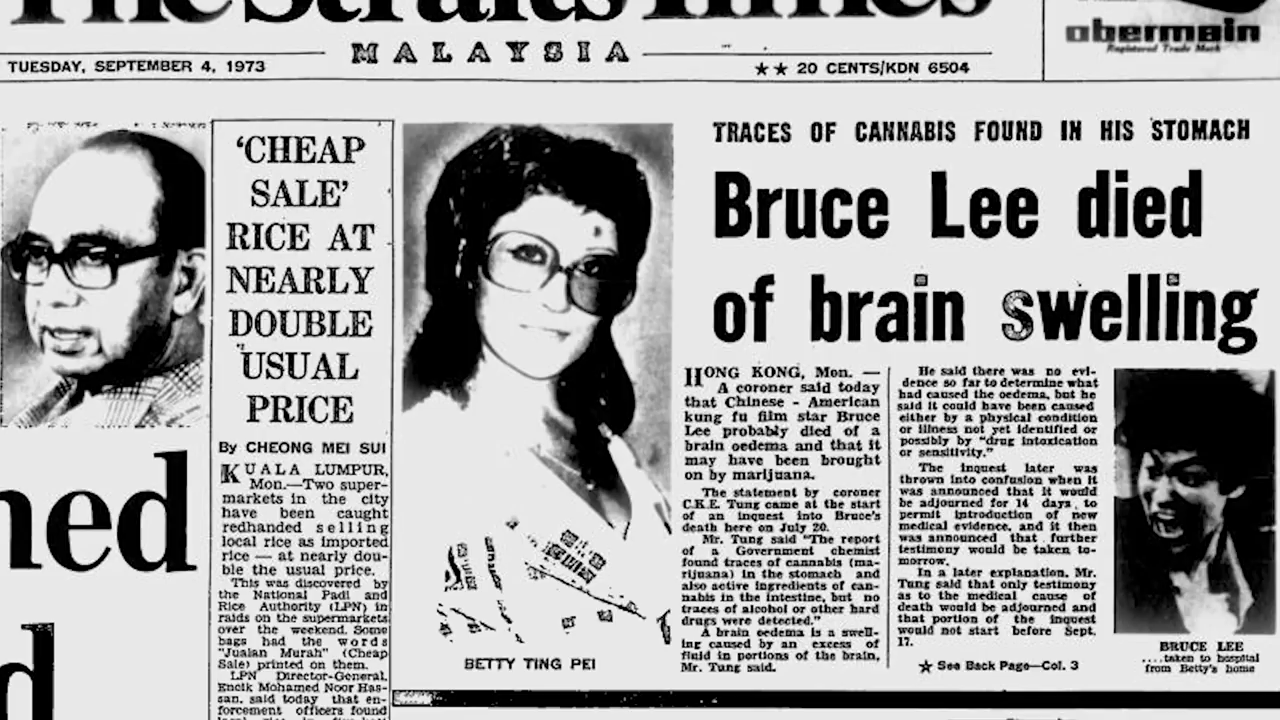 The Straits Times
MALAYSIA
TUESDAY, SEPTEMBER 4, 1973
★★ 20 CENTS/KDN 6504
obermain
Registered Trade Mark
ned
d
'CHEAP
SALE'
RICE AT
NEARLY
DOUBLE
USUAL
PRICE
By CHEONG MEI SUI
KUALA LUMPUR,
Mon.—Two super-
markets in the city
have been caught
redhanded selling
local rice as imported
rice — at nearly dou-
ble the usual price.
This was discovered by
the National Padi and
Rice Authority (LPN) in
raids on the supermarkets
over the weekend. Some
bags had the words
"Jualan Murah" (Cheap
Sale) printed on them.
LPN Director-General,
Encik Mohamed Noor Has-
san, said today that en-
forcement officers found
BETTY TING PEI
TRACES OF CANNABIS FOUND IN HIS STOMACH
Bruce Lee died
of brain swelling
HONG KONG, Mon. —
A coroner said today
that Chinese - American
kung fu film star Bruce
Lee probably died of a
brain oedema and that it
may have been brought
on by marijuana.
The statement by coroner
C.K.E. Tung came at the start
of an inquest into Bruce's
death here on July 20.
Mr. Tung said "The report
of a Government chemist
found traces of cannabis (ma-
rijuana) in the stomach and
also active ingredients of can-
nabis in the intestine, but no
traces of alcohol or other hard
drugs were detected."
A brain oedema is a swell-
ing caused by an excess of
fluid in portions of the brain,
Mr. Tung said.
He said there was no evi-
dence so far to determine what
had caused the oedema, but he
said it could have been caused
either by a physical condition
or illness not yet identified or
possibly by "drug intoxication
or sensitivity."
The inquest later was
thrown into confusion when it
was announced that it would
be adjourned for 14 days, to
permit introduction of new
medical evidence, and it then
was announced that further
testimony would be taken to-
morrow.
In a later explanation, Mr.
Tung said that only testimony
as to the medical cause of
death would be adjourned and
that portion of the inquest
would not start before Sept.
17.
★ See Back Page—Col. 3
BRUCE LEE
....taken to hospital
from Betty's home